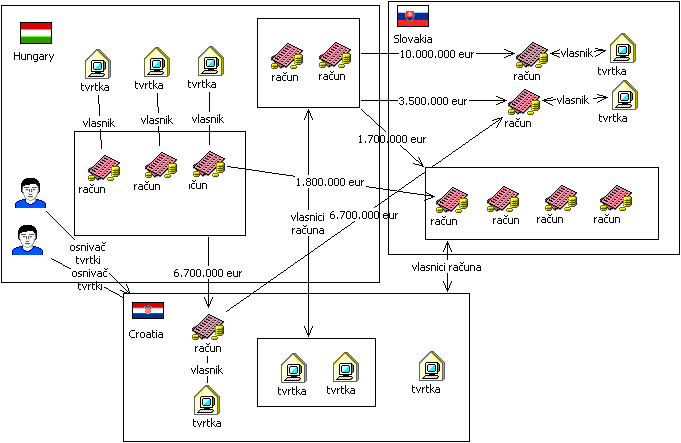 Hungary
Slovakia
tvrtka
tvrtka
tvrtka
račun
račun
10.000.000 eur
račun
vlasnik
tvrtka
vlasnik
vlasnik
vlasnik
3.500.000 eur
račun
vlasnik
tvrtka
1.700.000 eur
račun
račun
ičun
1.800.000 eur
vlasnici
računa
6.700.000 eur
račun
račun
račun
račun
osnivač
tvrtki
osnivač
tvrtki
6.700.000 eur
vlasnici računa
Croatia
račun
vlasnik
tvrtka
tvrtka
tvrtka
tvrtka